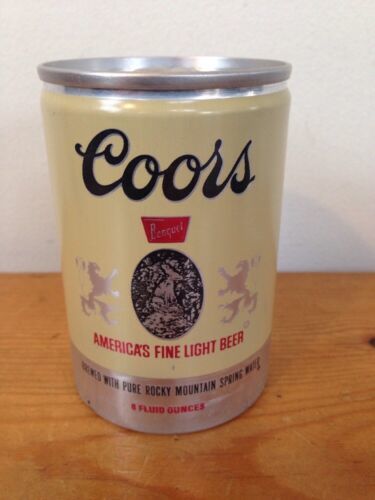 Coors
Banquet
AMERICA'S FINE LIGHT BEER
BREWED WITH PURE ROCKY MOUNTAIN SPRING WATER
8 FLUID OUNCES